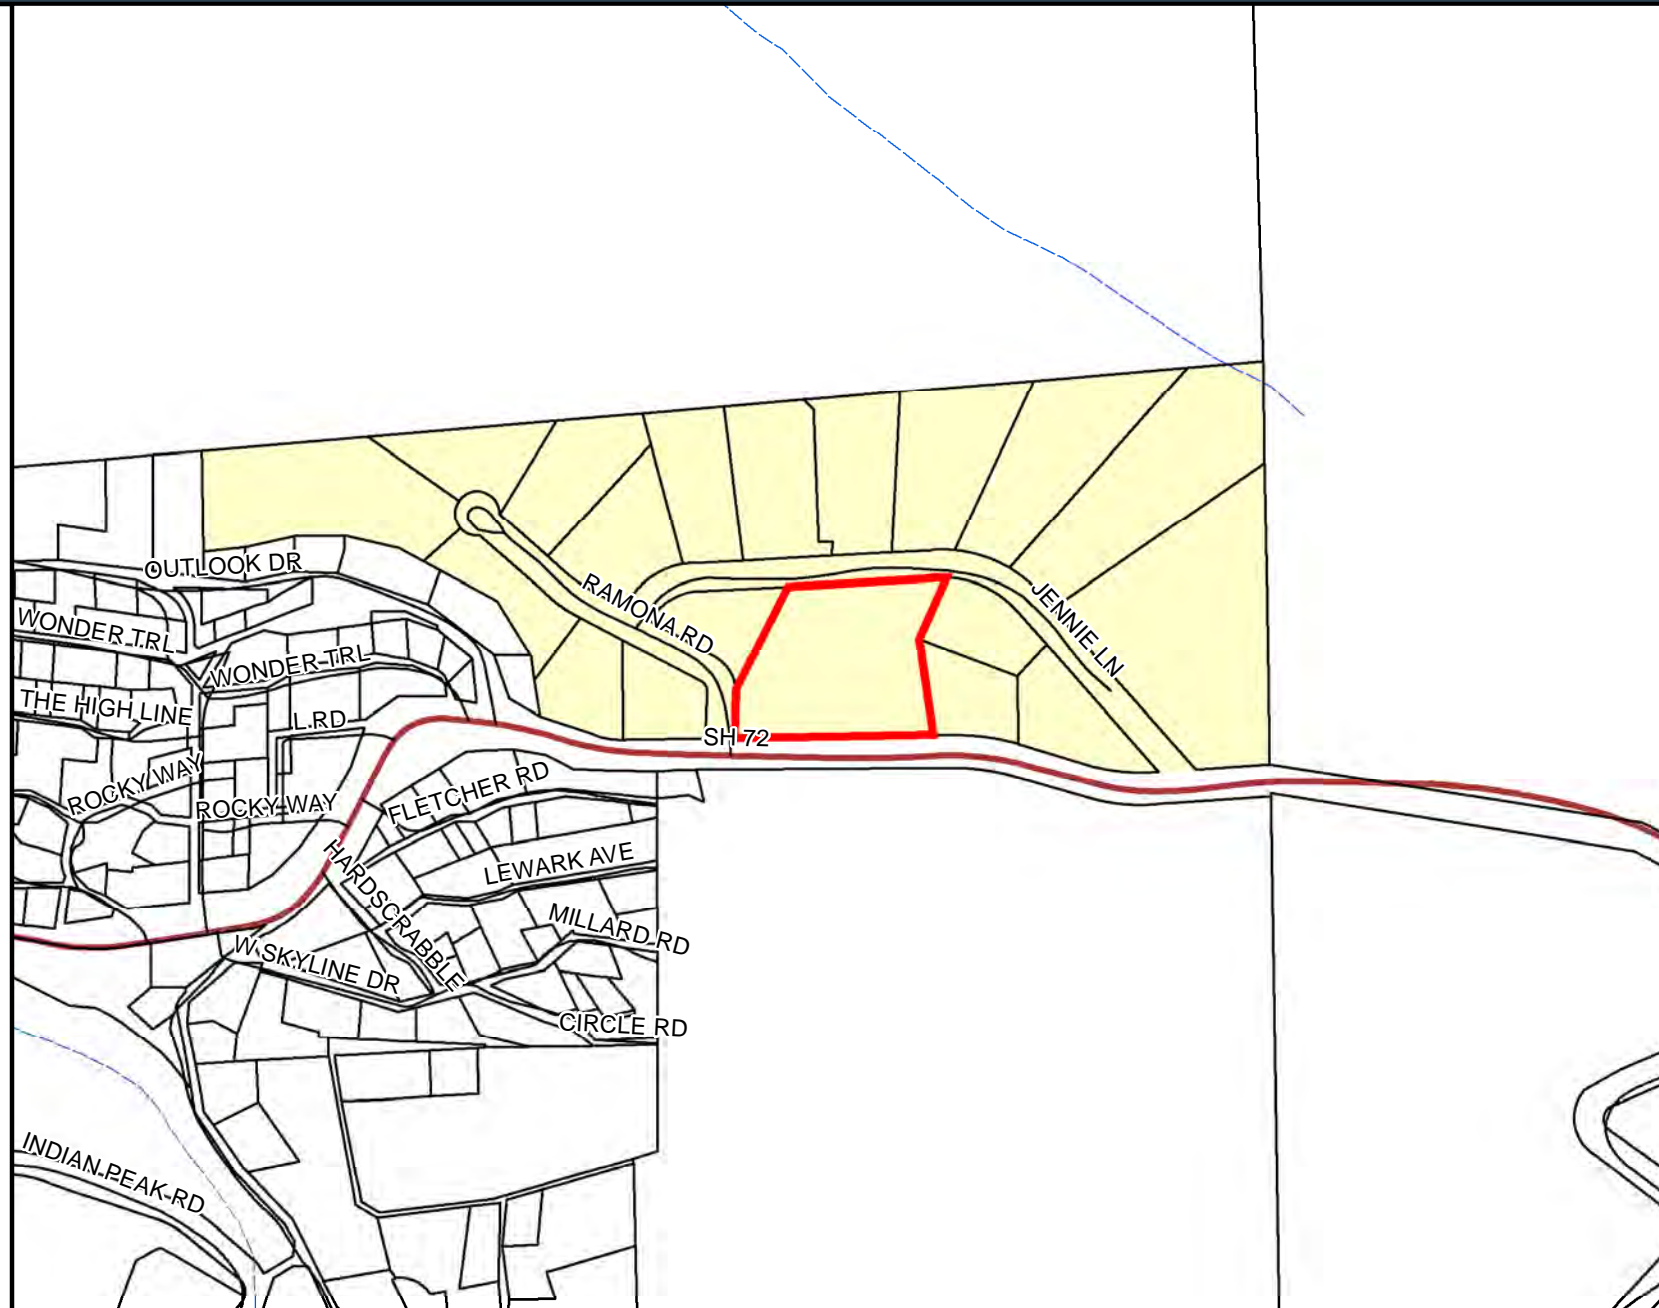 OUTLOOK DR
RAMONA RD
JENNIE LN
WONDER TRL
WONDER TRL
THE HIGH LINE
L RD
SH 72
ROCKY WAY
ROCKY WAY
FLETCHER RD
LEWARK AVE
HARDSCRABBLE
MILLARD RD
W SKYLINE DR
CIRCLE RD
INDIAN PEAK RD